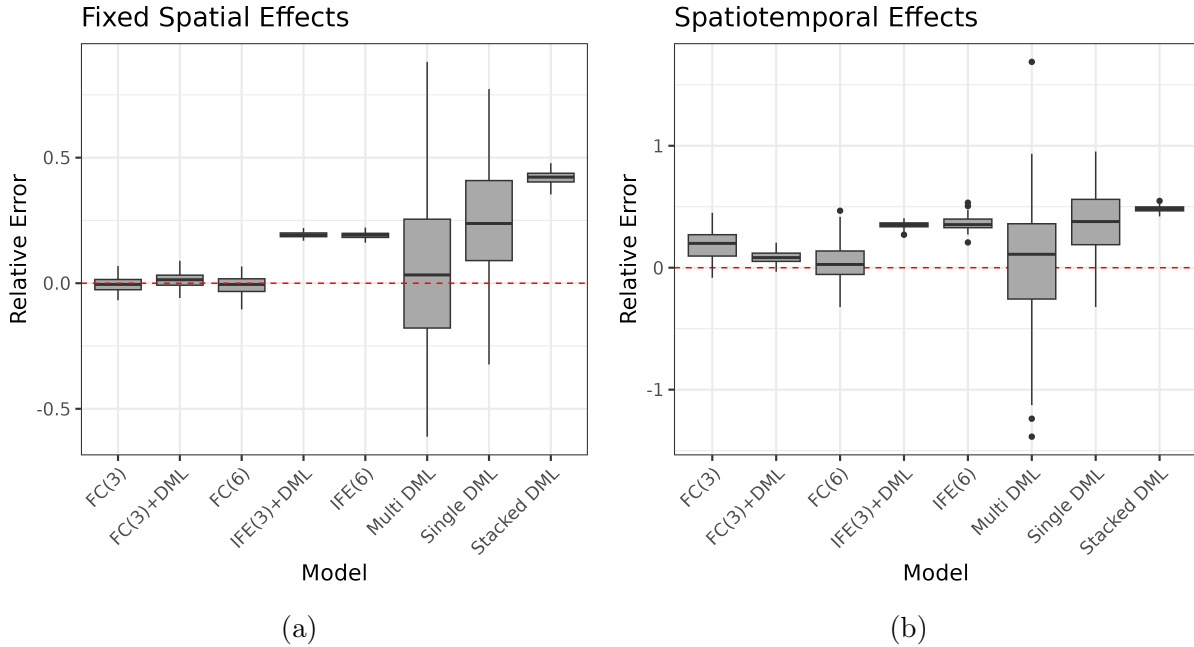 Fixed Spatial Effects
Relative Error
0.5
0.0
-0.5
FC(3)
FC(3)+DML
FC(6)
IFE(3)+DML
IFE(6)
Multi DML
Single DML
Stacked DML
Model
(a)
Spatiotemporal Effects
Relative Error
1
0
-1
FC(3)
FC(3)+DML
FC(6)
IFE(3)+DML
IFE(6)
Multi DML
Single DML
Stacked DML
Model
(b)